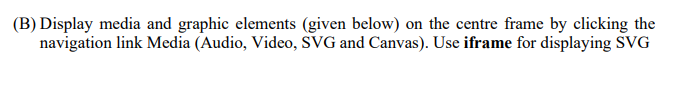 (B) Display media and graphic elements (given below) on the centre frame by clicking the
navigation link Media (Audio, Video, SVG and Canvas). Use iframe for displaying SVG